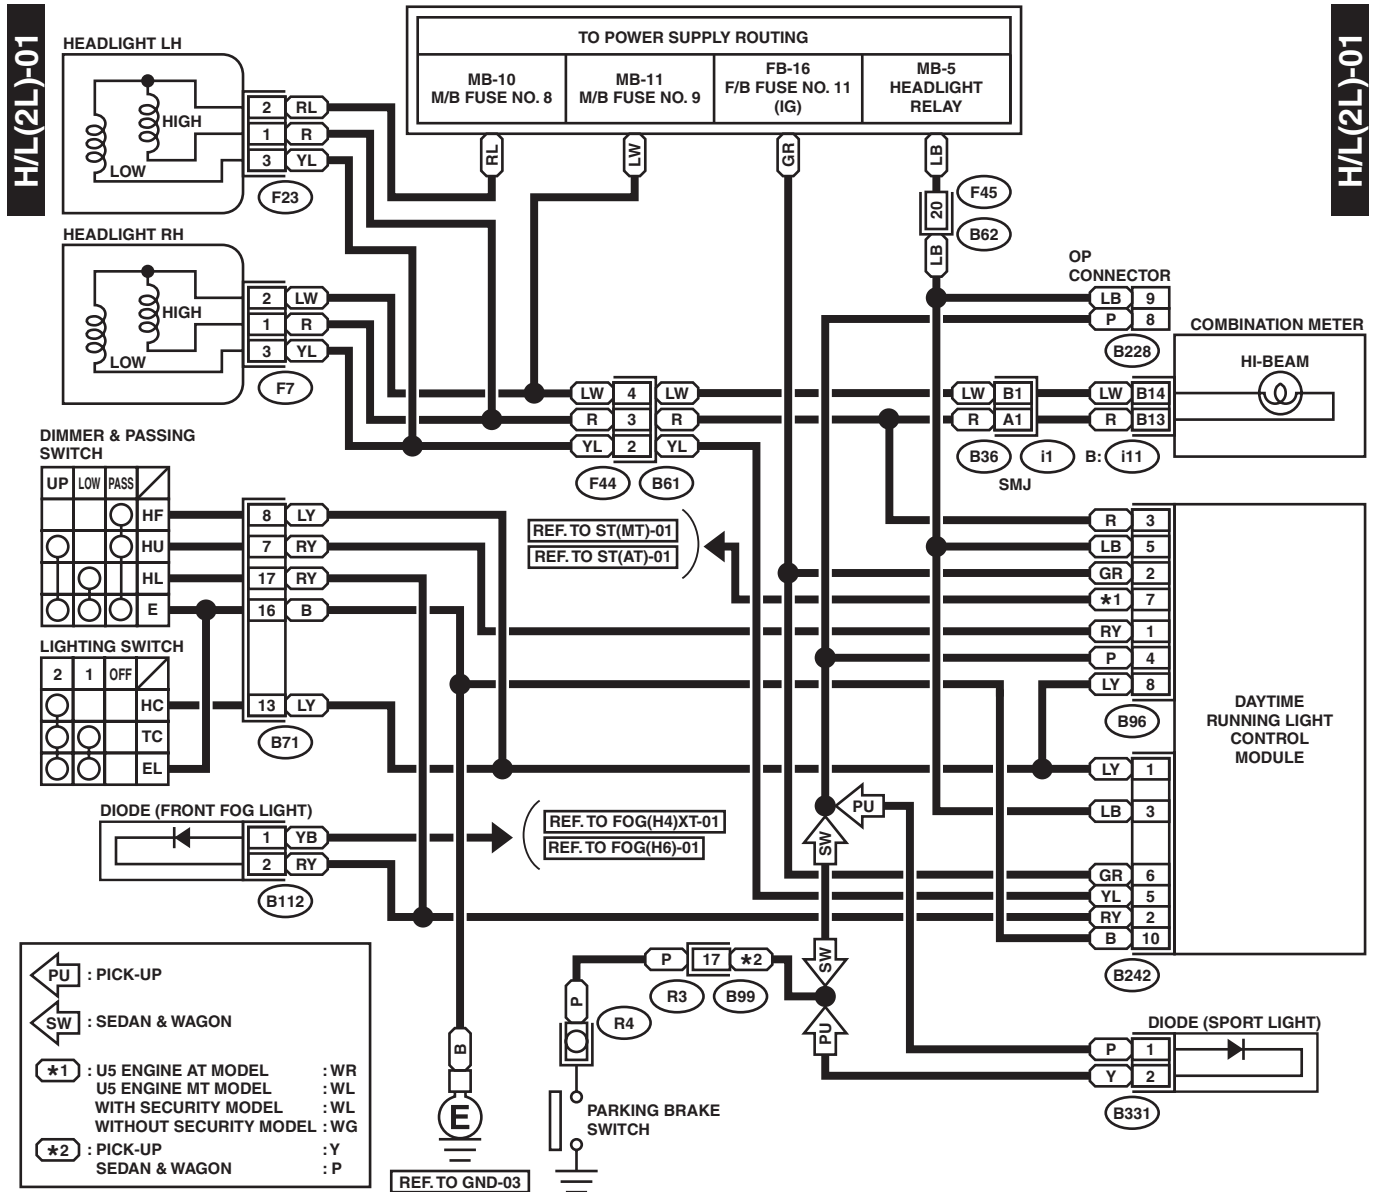 H/L(2L)-01
H/L(2L)-01
TO POWER SUPPLY ROUTING
MB-10
M/B FUSE NO. 8
MB-11
M/B FUSE NO. 9
FB-16
F/B FUSE NO. 11
(IG)
MB-5
HEADLIGHT
RELAY
RL
LW
GR
LB
20
F45
B62
LB
HEADLIGHT LH
HIGH
LOW
2 RL
1 R
3 YL
F23
HEADLIGHT RH
HIGH
LOW
2 LW
1 R
3 YL
F7
OP
CONNECTOR
LB 9
P 8
B228
COMBINATION METER
HI-BEAM
LW 4 LW
R 3 R
YL 2 YL
F44 B61
LW B1 LW B14
R A1 R B13
B36 i1 B: i11
SMJ
DIMMER & PASSING
SWITCH
UP LOW PASS
HF
HU
HL
E
8 LY
7 RY
17 RY
16 B
13 LY
B71
LIGHTING SWITCH
2 1 OFF
HC
TC
EL
REF. TO ST(MT)-01
REF. TO ST(AT)-01
R 3
LB 5
GR 2
*1 7
RY 1
P 4
LY 8
B96
DAYTIME
RUNNING LIGHT
CONTROL
MODULE
LY 1
LB 3
GR 6
YL 5
RY 2
B 10
B242
DIODE (FRONT FOG LIGHT)
1 YB
2 RY
B112
REF. TO FOG(H4)XT-01
REF. TO FOG(H6)-01
PU
SW
SW
PU
P 17 *2
R3 B99
P
R4
PARKING BRAKE
SWITCH
B
E
REF. TO GND-03
DIODE (SPORT LIGHT)
P 1
Y 2
B331
PU : PICK-UP
SW : SEDAN & WAGON
*1 : U5 ENGINE AT MODEL : WR
U5 ENGINE MT MODEL : WL
WITH SECURITY MODEL : WL
WITHOUT SECURITY MODEL : WG
*2 : PICK-UP : Y
SEDAN & WAGON : P